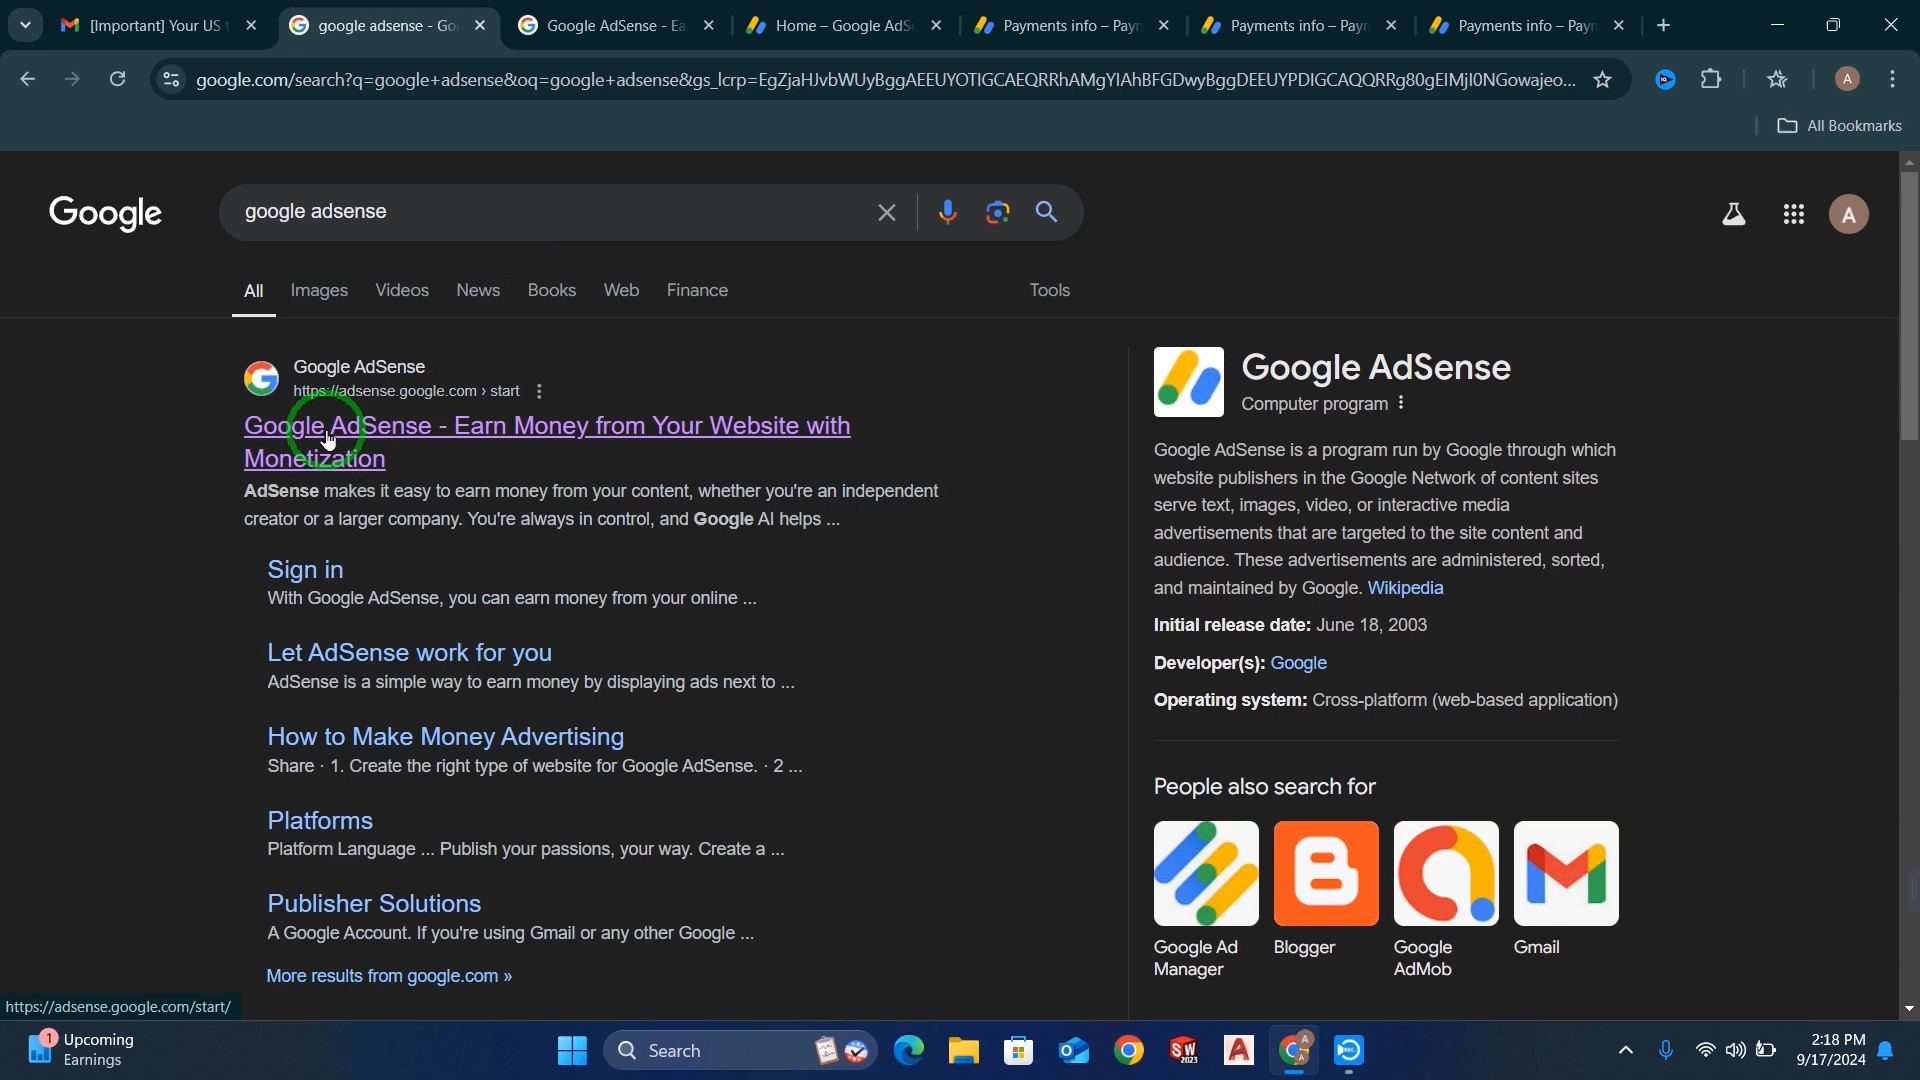 [Important] Your US t
google adsense - Go
Google AdSense - Ea
Home – Google AdS
Payments info – Payn
Payments info – Payn
Payments info – Payn
google.com/search?q=google+adsense&oq=google+adsense&gs_lcrp=EgZjaHJvbWUyBggAEEUYOTIGCAEQRRhAMgYIAhBFGDwyBggDEEUYPDIGCAQQRRg80gEIMjI0NGowajeo...
A
All Bookmarks
Google
google adsense
A
All Images Videos News Books Web Finance Tools
Google AdSense
https://adsense.google.com › start
Google AdSense - Earn Money from Your Website with
Monetization
AdSense makes it easy to earn money from your content, whether you're an independent
creator or a larger company. You're always in control, and Google AI helps ...
Sign in
With Google AdSense, you can earn money from your online ...
Let AdSense work for you
AdSense is a simple way to earn money by displaying ads next to ...
How to Make Money Advertising
Share · 1. Create the right type of website for Google AdSense. · 2 ...
Platforms
Platform Language ... Publish your passions, your way. Create a ...
Publisher Solutions
A Google Account. If you're using Gmail or any other Google ...
More results from google.com »
Google AdSense
Computer program
Google AdSense is a program run by Google through which
website publishers in the Google Network of content sites
serve text, images, video, or interactive media
advertisements that are targeted to the site content and
audience. These advertisements are administered, sorted,
and maintained by Google. Wikipedia
Initial release date: June 18, 2003
Developer(s): Google
Operating system: Cross-platform (web-based application)
People also search for
Google Ad
Manager
Blogger
Google
AdMob
Gmail
https://adsense.google.com/start/
1
Upcoming
Earnings
Search
SW
2023
A
2:18 PM
9/17/2024